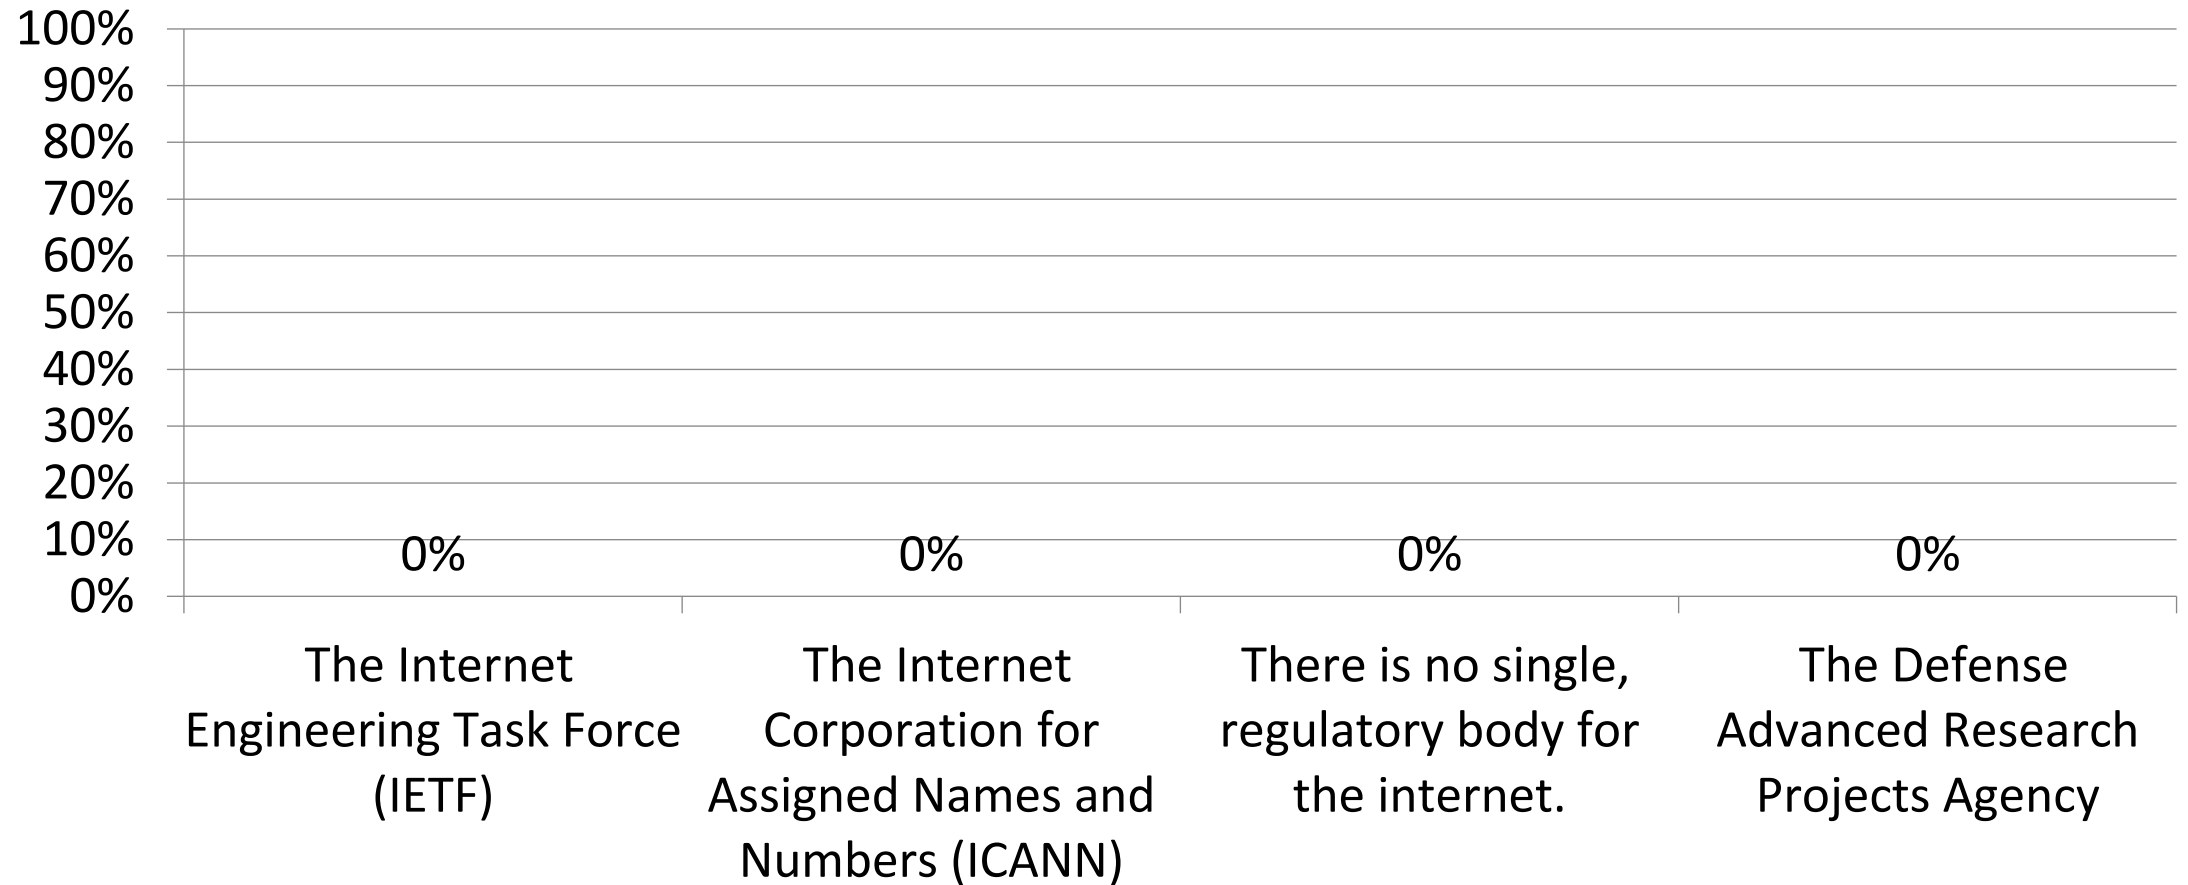 100%
90%
80%
70%
60%
50%
40%
30%
20%
10%
0%
0% 0% 0% 0%
The Internet
Engineering Task Force
(IETF)
The Internet
Corporation for
Assigned Names and
Numbers (ICANN)
There is no single,
regulatory body for
the internet.
The Defense
Advanced Research
Projects Agency